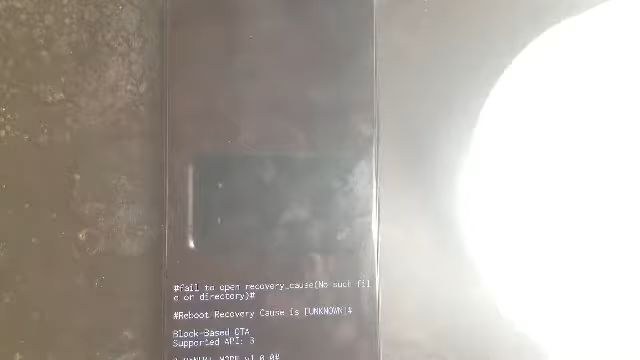 #fail to open recovery_cause(No such fil
e or directory)#
#Reboot Recovery Cause is [UNKNOWN]#
Block-Based OTA
Supported API: 3